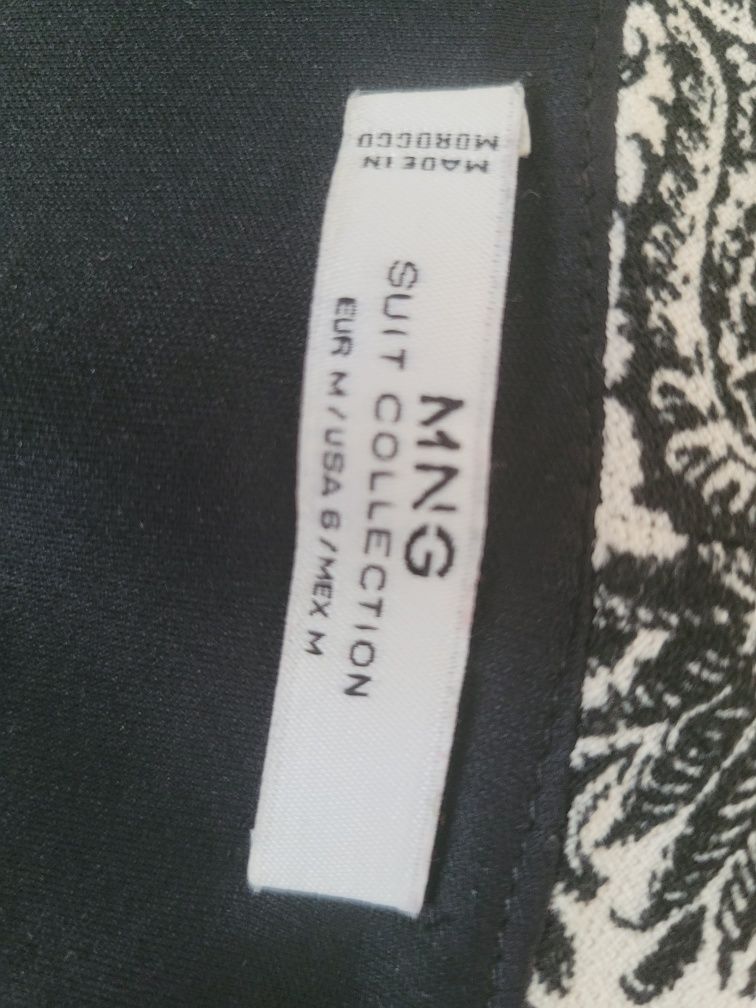 MNG
SUIT COLLECTION
EUR M/USA 6/MEX M
MADE IN
MOROCCO